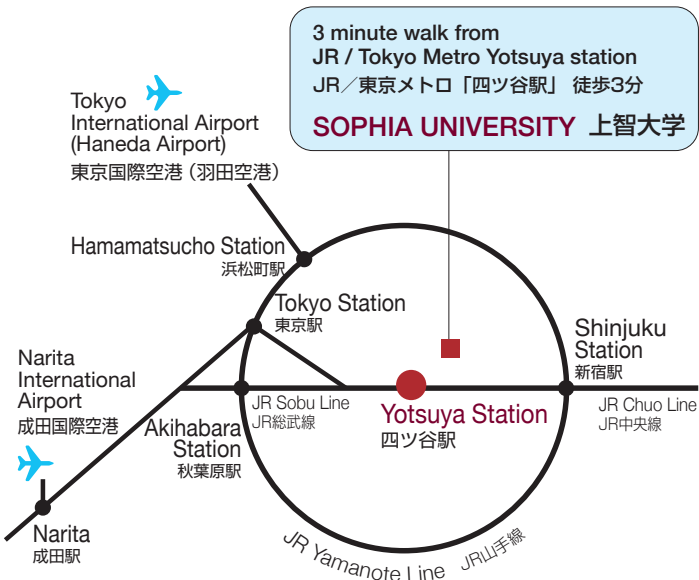 3 minute walk from
JR / Tokyo Metro Yotsuya station
JR／東京メトロ「四ツ谷駅」 徒歩3分
SOPHIA UNIVERSITY 上智大学
Tokyo
International Airport
(Haneda Airport)
東京国際空港（羽田空港）
Hamamatsucho Station
浜松町駅
Tokyo Station
東京駅
Shinjuku
Station
新宿駅
Narita
International
Airport
成田国際空港
JR Sobu Line
JR総武線
Yotsuya Station
四ツ谷駅
JR Chuo Line
JR中央線
Akihabara
Station
秋葉原駅
Narita
成田駅
JR Yamanote Line JR山手線